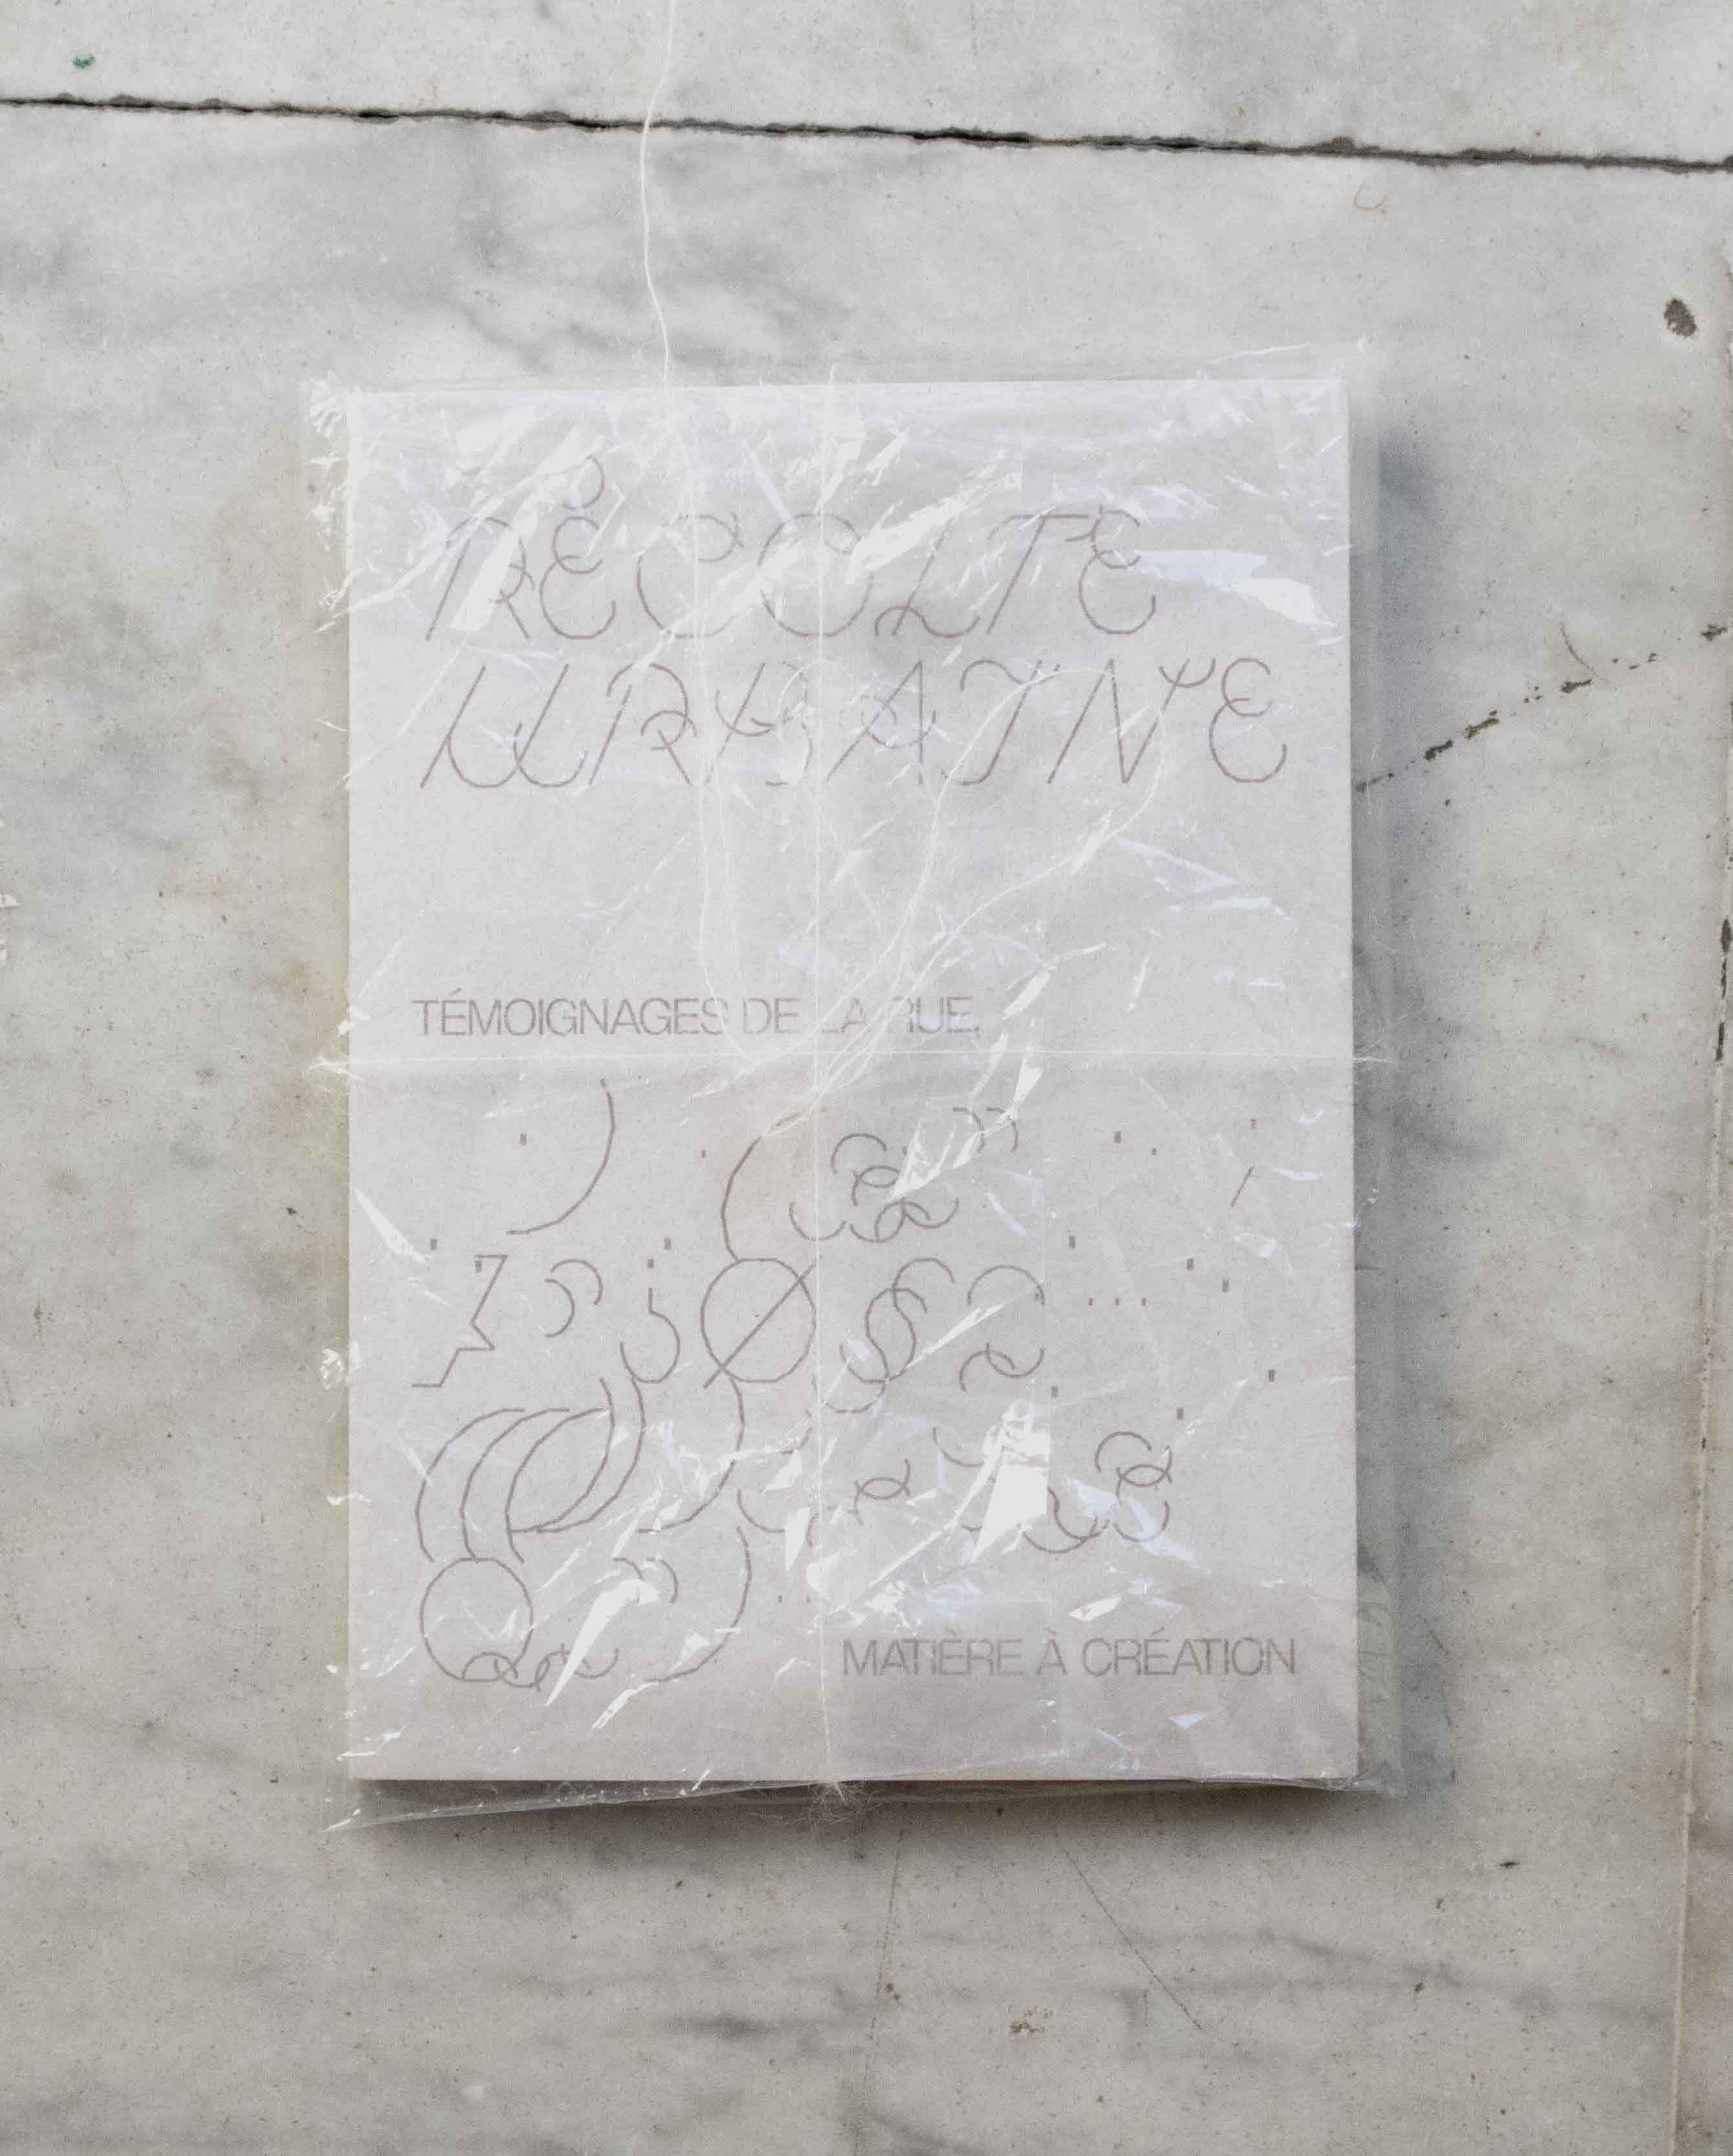 RÉCOLTE
URBAINE
TÉMOIGNAGES DE LA RUE,
MATIÈRE À CRÉATION